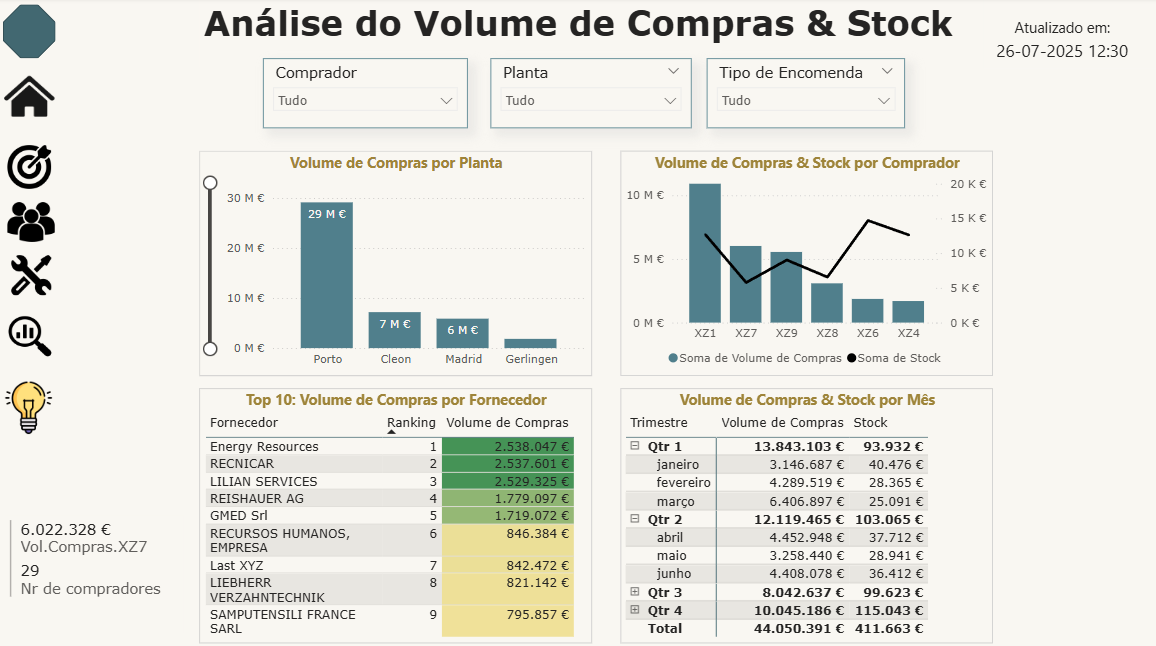 Análise do Volume de Compras & Stock
Atualizado em:
26-07-2025 12:30
Comprador
Tudo
Planta
Tudo
Tipo de Encomenda
Tudo
Volume de Compras por Planta
30 M €
20 M €
10 M €
0 M €
29 M €
7 M €
6 M €
Porto Cleon Madrid Gerlingen
Volume de Compras & Stock por Comprador
10 M €
5 M €
0 M €
20 K €
15 K €
10 K €
5 K €
0 K €
XZ1 XZ7 XZ9 XZ8 XZ6 XZ4
Soma de Volume de Compras Soma de Stock
Top 10: Volume de Compras por Fornecedor
Fornecedor Ranking Volume de Compras
Energy Resources 1 2.538.047 €
RECNICAR 2 2.537.601 €
LILIAN SERVICES 3 2.529.325 €
REISHAUER AG 4 1.779.097 €
GMED Srl 5 1.719.072 €
RECURSOS HUMANOS, 6 846.384 €
EMPRESA
Last XYZ 7 842.472 €
LIEBHERR 8 821.142 €
VERZAHNTECHNIK
SAMPUTENSILI FRANCE 9 795.857 €
SARL
Volume de Compras & Stock por Mês
Trimestre Volume de Compras Stock
Qtr 1 13.843.103 € 93.932 €
janeiro 3.146.687 € 40.476 €
fevereiro 4.289.519 € 28.365 €
março 6.406.897 € 25.091 €
Qtr 2 12.119.465 € 103.065 €
abril 4.452.948 € 37.712 €
maio 3.258.440 € 28.941 €
junho 4.408.078 € 36.412 €
Qtr 3 8.042.637 € 99.623 €
Qtr 4 10.045.186 € 115.043 €
Total 44.050.391 € 411.663 €
6.022.328 €
Vol.Compras.XZ7
29
Nr de compradores